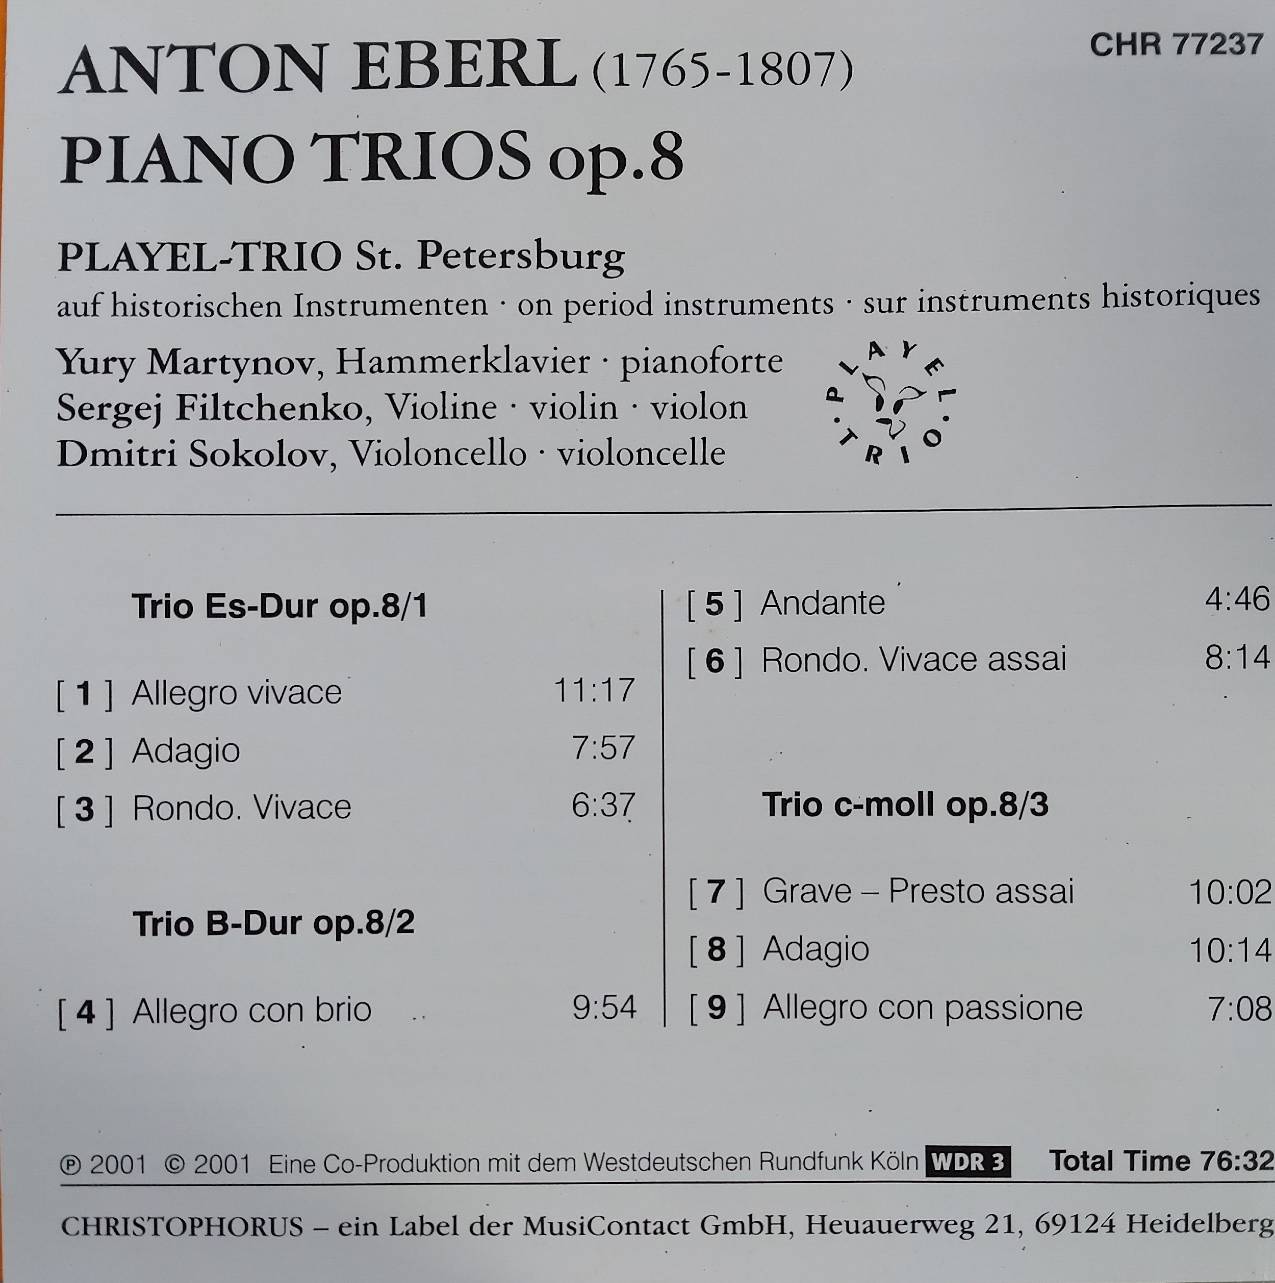 ANTON EBERL (1765-1807)
CHR 77237
PIANO TRIOS op.8
PLAYEL-TRIO St. Petersburg
auf historischen Instrumenten · on period instruments · sur instruments historiques
Yury Martynov, Hammerklavier · pianoforte
Sergej Filtchenko, Violine · violin · violon
Dmitri Sokolov, Violoncello · violoncelle
PLAYEL · TRIO ·
Trio Es-Dur op.8/1
[ 1 ] Allegro vivace 11:17
[ 2 ] Adagio 7:57
[ 3 ] Rondo. Vivace 6:37
Trio B-Dur op.8/2
[ 4 ] Allegro con brio 9:54
[ 5 ] Andante 4:46
[ 6 ] Rondo. Vivace assai 8:14
Trio c-moll op.8/3
[ 7 ] Grave – Presto assai 10:02
[ 8 ] Adagio 10:14
[ 9 ] Allegro con passione 7:08
℗ 2001 © 2001 Eine Co-Produktion mit dem Westdeutschen Rundfunk Köln WDR 3 Total Time 76:32
CHRISTOPHORUS – ein Label der MusiContact GmbH, Heuauerweg 21, 69124 Heidelberg